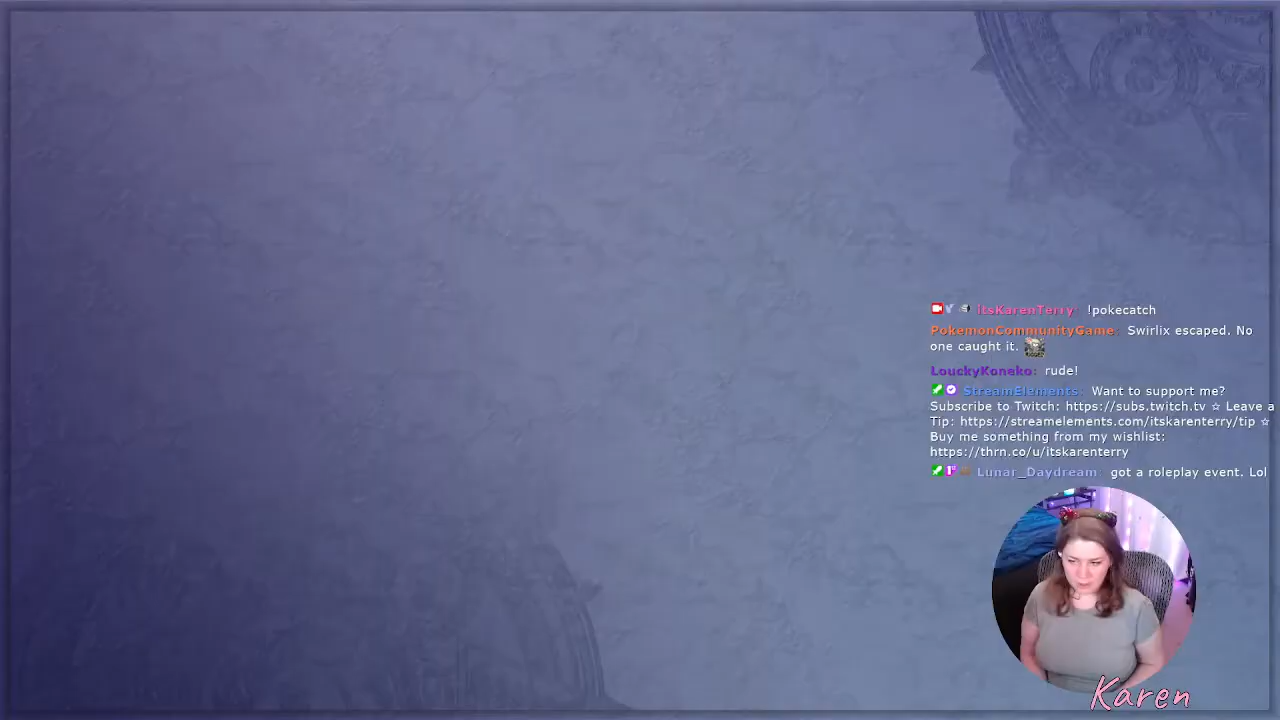 ItsKarenTerry: !pokecatch
PokemonCommunityGame: Swirlix escaped. No
one caught it.
LouckyKoneko: rude!
StreamElements: Want to support me?
Subscribe to Twitch: https://subs.twitch.tv ☆ Leave a
Tip: https://streamelements.com/itskarenterry/tip ☆
Buy me something from my wishlist:
https://thrn.co/u/itskarenterry
Lunar_Daydream: got a roleplay event. Lol
Karen